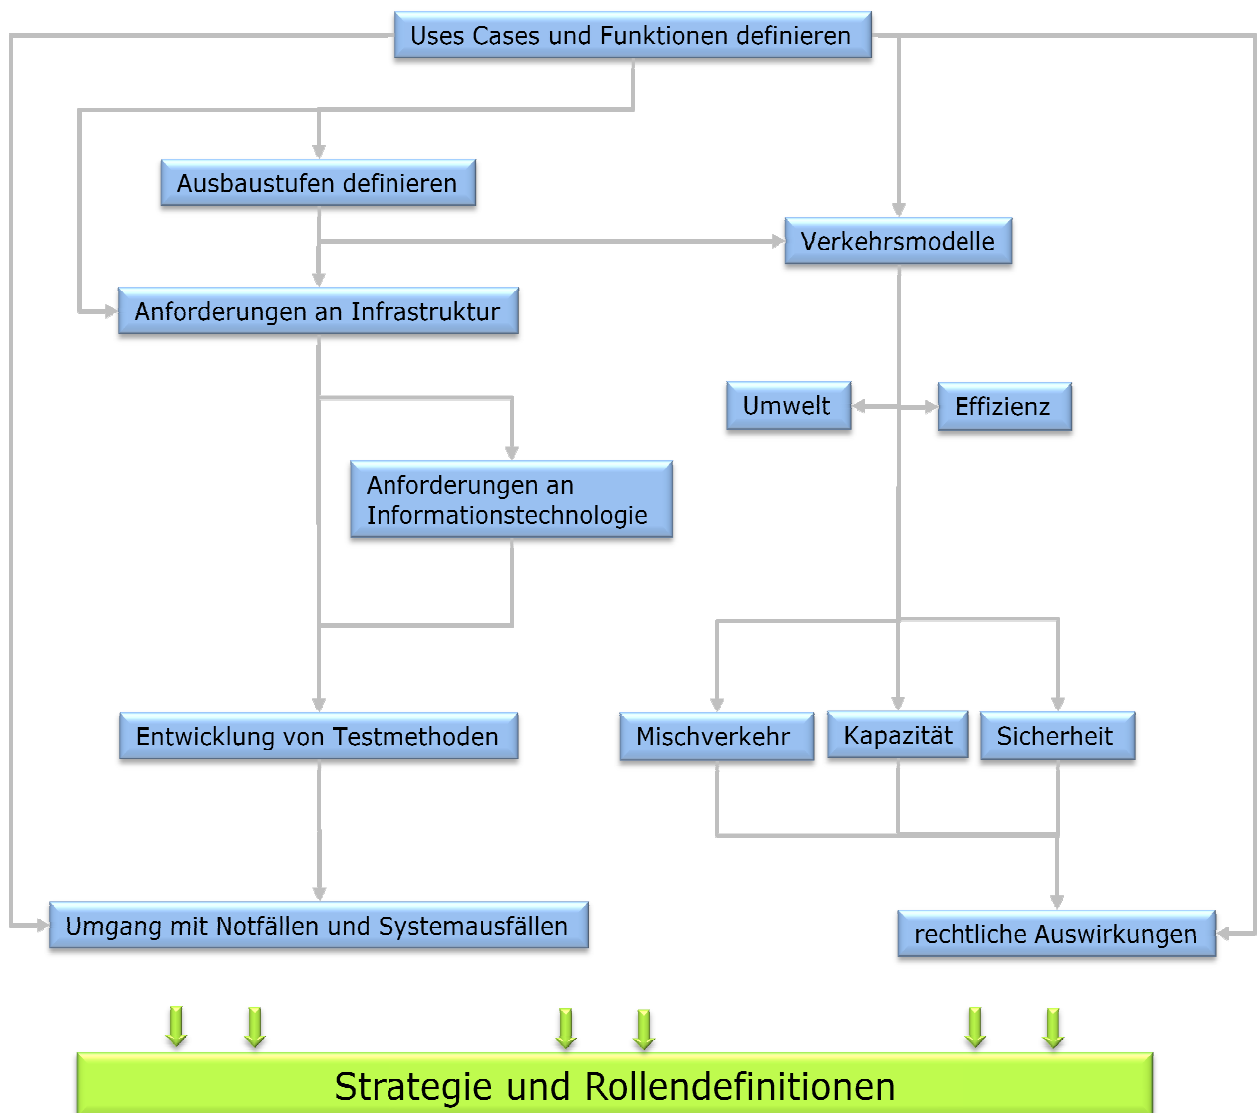 Uses Cases und Funktionen definieren
Ausbaustufen definieren
Verkehrsmodelle
Anforderungen an Infrastruktur
Umwelt
Effizienz
Anforderungen an
Informationstechnologie
Entwicklung von Testmethoden
Mischverkehr
Kapazität
Sicherheit
Umgang mit Notfällen und Systemausfällen
rechtliche Auswirkungen
Strategie und Rollendefinitionen